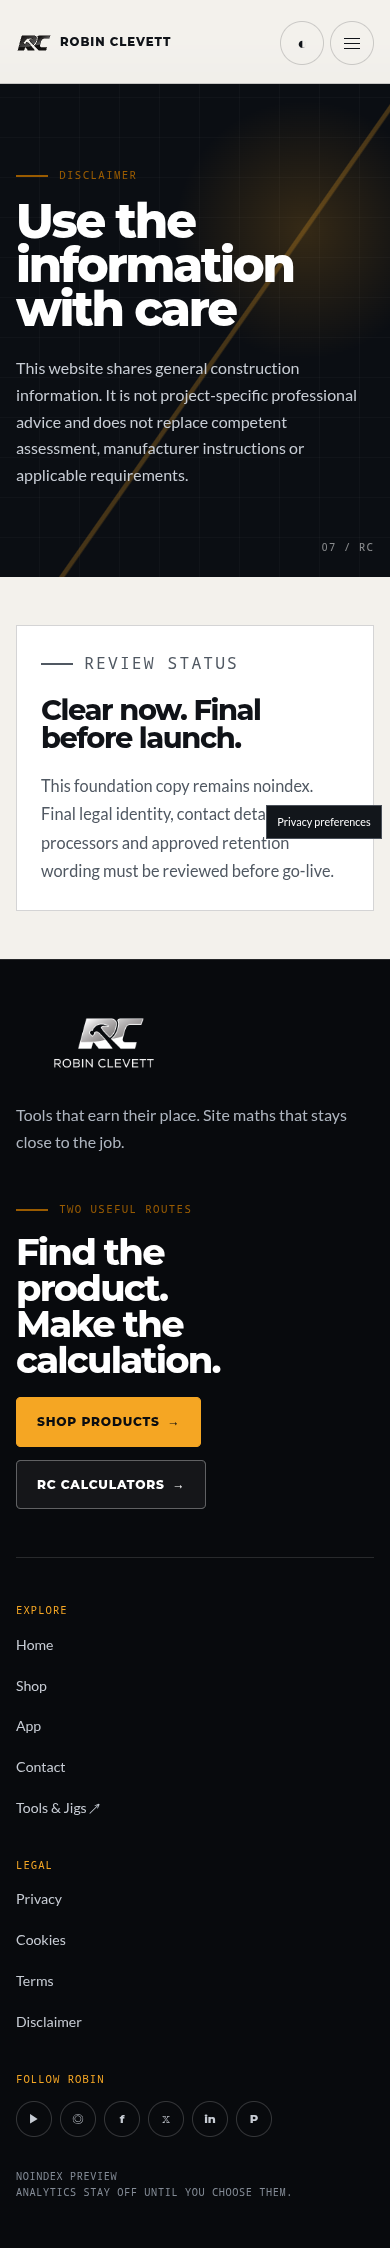 RC ROBIN CLEVETT
DISCLAIMER
Use the
information
with care
This website shares general construction
information. It is not project-specific professional
advice and does not replace competent
assessment, manufacturer instructions or
applicable requirements.
07 / RC
REVIEW STATUS
Clear now. Final
before launch.
This foundation copy remains noindex.
Final legal identity, contact
Privacy preferences
processors and approved retention
wording must be reviewed before go-live.
RC
ROBIN CLEVETT
Tools that earn their place. Site maths that stays
close to the job.
TWO USEFUL ROUTES
Find the
product.
Make the
calculation.
SHOP PRODUCTS →
RC CALCULATORS →
EXPLORE
Home
Shop
App
Contact
Tools & Jigs ↗
LEGAL
Privacy
Cookies
Terms
Disclaimer
FOLLOW ROBIN
f X in P
NOINDEX PREVIEW
ANALYTICS STAY OFF UNTIL YOU CHOOSE THEM.